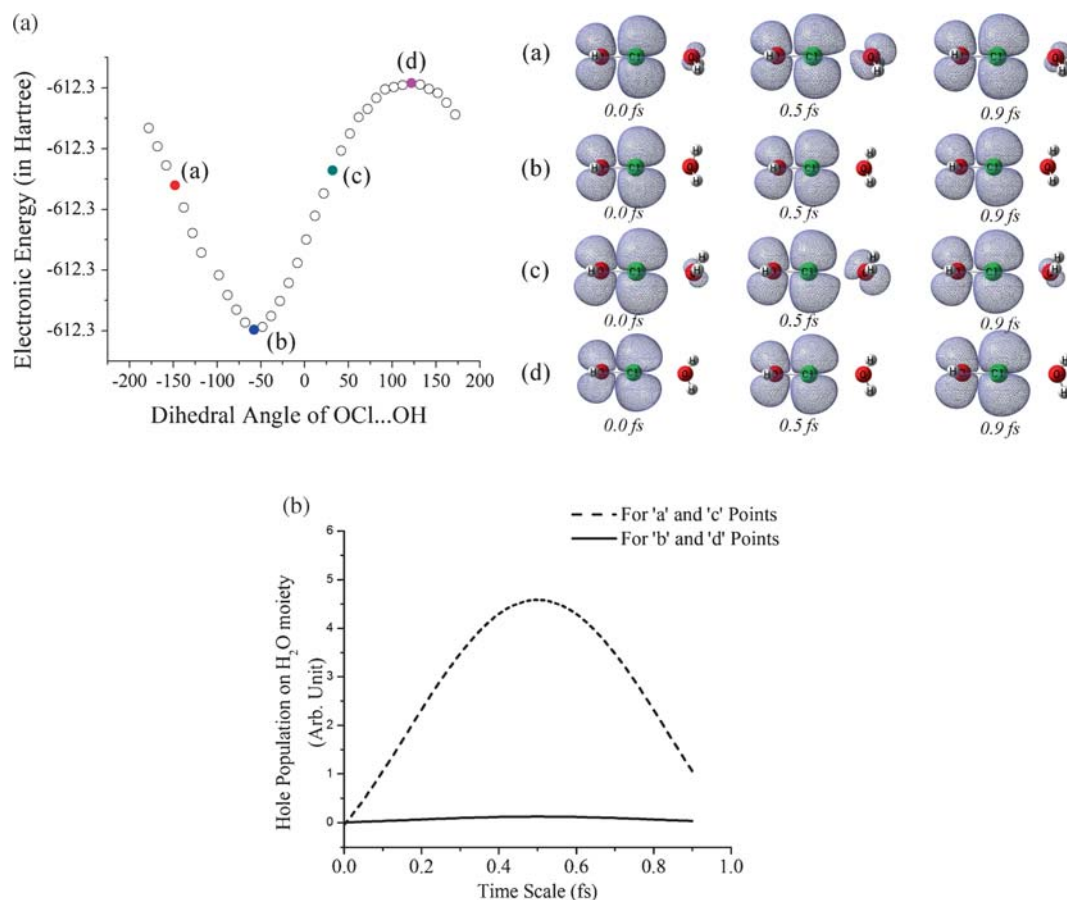 (a)
Electronic Energy (in Hartree)
-612.3
-612.3
-612.3
-612.3
-612.3
(a)
(b)
(c)
(d)
-200 -150 -100 -50 0 50 100 150 200
Dihedral Angle of OCl...OH
(a)
H Cl O H
0.0 fs 0.5 fs 0.9 fs
(b)
H Cl H O H
0.0 fs 0.5 fs 0.9 fs
(c)
H Cl H H
0.0 fs 0.5 fs 0.9 fs
(d)
H Cl H O H
0.0 fs 0.5 fs 0.9 fs
(b)
For 'a' and 'c' Points
For 'b' and 'd' Points
Hole Population on H₂O moiety
(Arb. Unit)
6
5
4
3
2
1
0
0.0 0.2 0.4 0.6 0.8 1.0
Time Scale (fs)